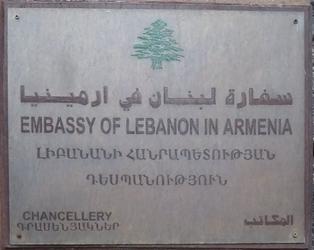 سفارة لبنان في ارمينيا
EMBASSY OF LEBANON IN ARMENIA
ԼԻԲԱՆԱՆԻ ՀԱՆՐԱՊԵՏՈՒԹՅԱՆ
ԴԵՍՊԱՆՈՒԹՅՈՒՆ
CHANCELLERY المكاتب
ԳՐԱՍԵՆՅԱԿՆԵՐ